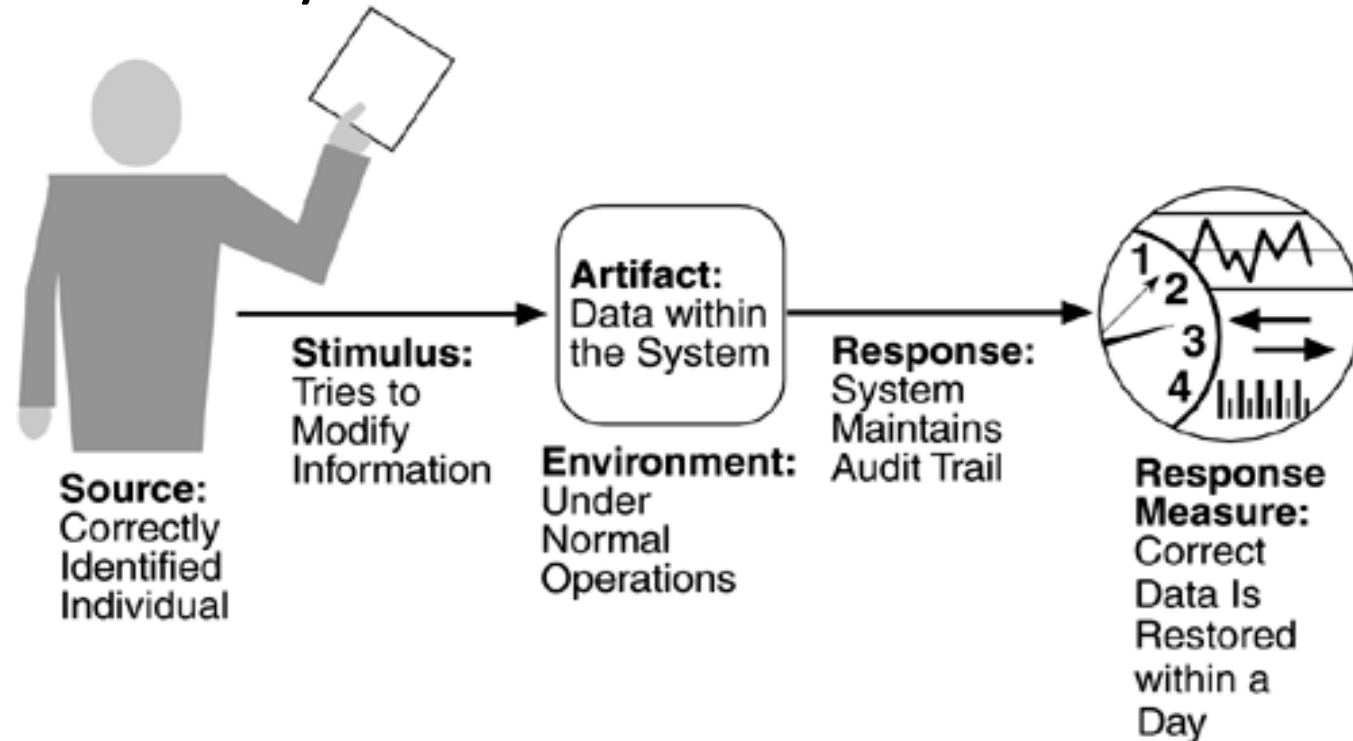 Source:
Correctly
Identified
Individual
Stimulus:
Tries to
Modify
Information
Artifact:
Data within
the System
Environment:
Under
Normal
Operations
Response:
System
Maintains
Audit Trail
1
2
3
4
Response
Measure:
Correct
Data Is
Restored
within a
Day